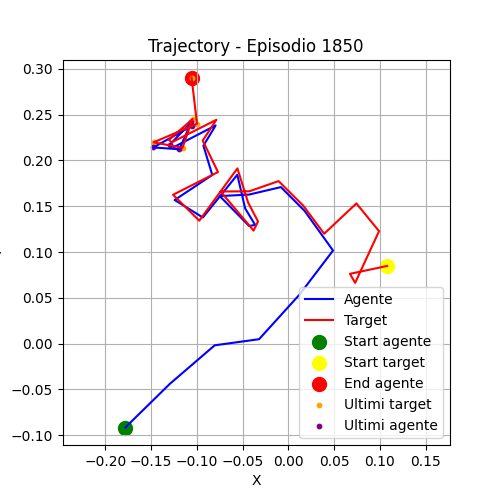 Trajectory - Episodio 1850
0.30
0.25
0.20
0.15
0.10
0.05
0.00
−0.05
−0.10
−0.20
−0.15
−0.10
−0.05
0.00
0.05
0.10
0.15
X
Agente
Target
Start agente
Start target
End agente
Ultimi target
Ultimi agente